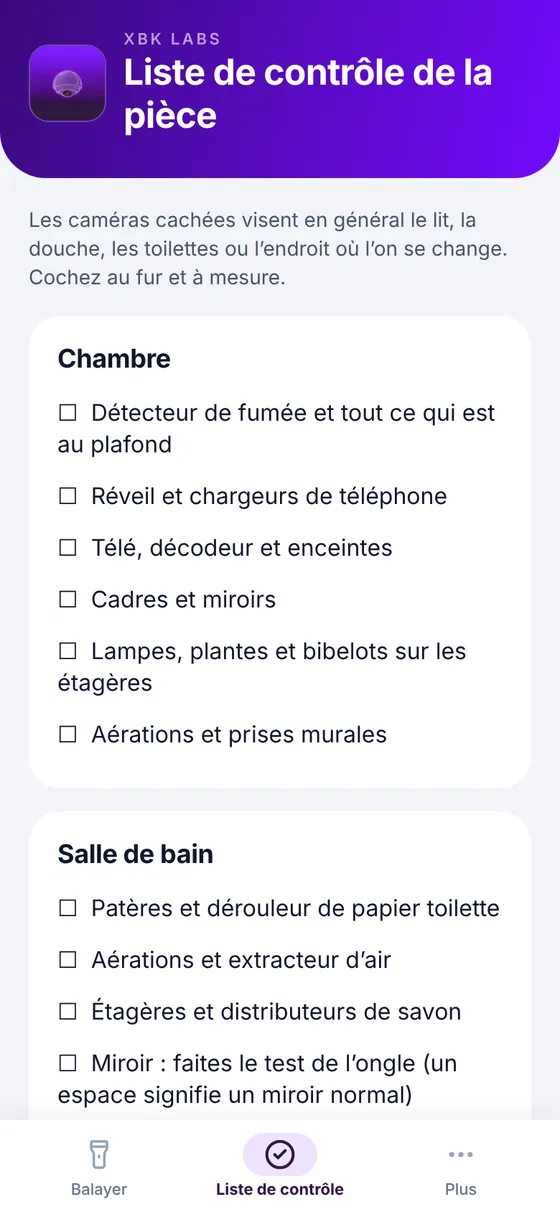 XBK LABS
Liste de contrôle de la
pièce
Les caméras cachées visent en général le lit, la
douche, les toilettes ou l’endroit où l’on se change.
Cochez au fur et à mesure.
Chambre
☐ Détecteur de fumée et tout ce qui est
au plafond
☐ Réveil et chargeurs de téléphone
☐ Télé, décodeur et enceintes
☐ Cadres et miroirs
☐ Lampes, plantes et bibelots sur les
étagères
☐ Aérations et prises murales
Salle de bain
☐ Patères et dérouleur de papier toilette
☐ Aérations et extracteur d’air
☐ Étagères et distributeurs de savon
☐ Miroir : faites le test de l’ongle (un
espace signifie un miroir normal)
Balayer
Liste de contrôle
Plus